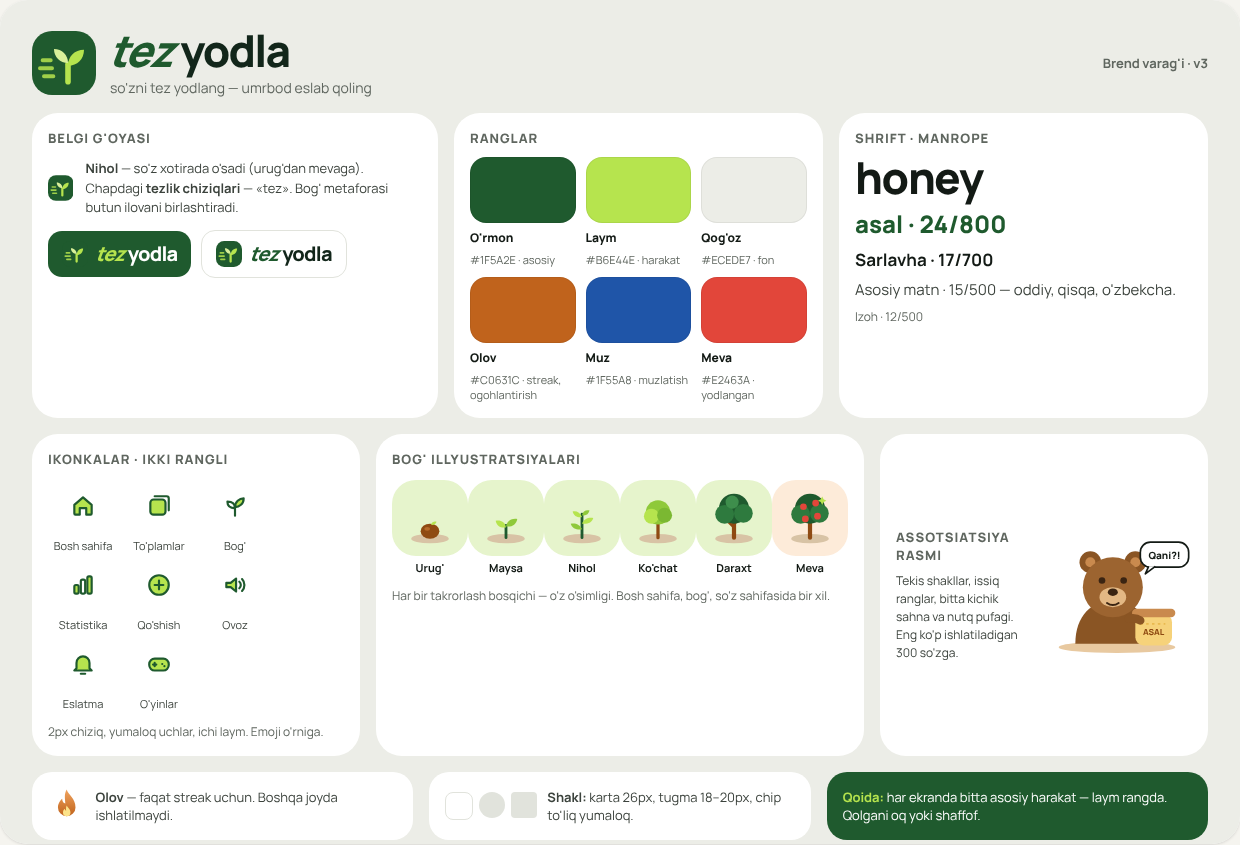 tezyodla
so'zni tez yodlang — umrbod eslab qoling
Brend varag'i · v3
BELGI G'OYASI
Nihol — so'z xotirada o'sadi (urug'dan mevaga).
Chapdagi tezlik chiziqlari — «tez». Bog' metaforasi
butun ilovani birlashtiradi.
tezyodla
tezyodla
RANGLAR
O'rmon
#1F5A2E · asosiy
Laym
#B6E44E · harakat
Qog'oz
#ECEDE7 · fon
Olov
#C0631C · streak,
ogohlantirish
Muz
#1F55A8 · muzlatish
Meva
#E2463A ·
yodlangan
SHRIFT · MANROPE
honey
asal · 24/800
Sarlavha · 17/700
Asosiy matn · 15/500 — oddiy, qisqa, o'zbekcha.
Izoh · 12/500
IKONKALAR · IKKI RANGLI
Bosh sahifa
To'plamlar
Bog'
Statistika
Qo'shish
Ovoz
Eslatma
O'yinlar
2px chiziq, yumaloq uchlar, ichi laym. Emoji o'rniga.
BOG' ILLYUSTRATSIYALARI
Urug'
Maysa
Nihol
Ko'chat
Daraxt
Meva
Har bir takrorlash bosqichi — o'z o'simligi. Bosh sahifa, bog', so'z sahifasida bir xil.
ASSOTSIATSIYA
RASMI
Tekis shakllar, issiq
ranglar, bitta kichik
sahna va nutq pufagi.
Eng ko'p ishlatiladigan
300 so'zga.
Qani?!
ASAL
Olov — faqat streak uchun. Boshqa joyda
ishlatilmaydi.
Shakl: karta 26px, tugma 18–20px, chip
to'liq yumaloq.
Qoida: har ekranda bitta asosiy harakat — laym rangda.
Qolgani oq yoki shaffof.